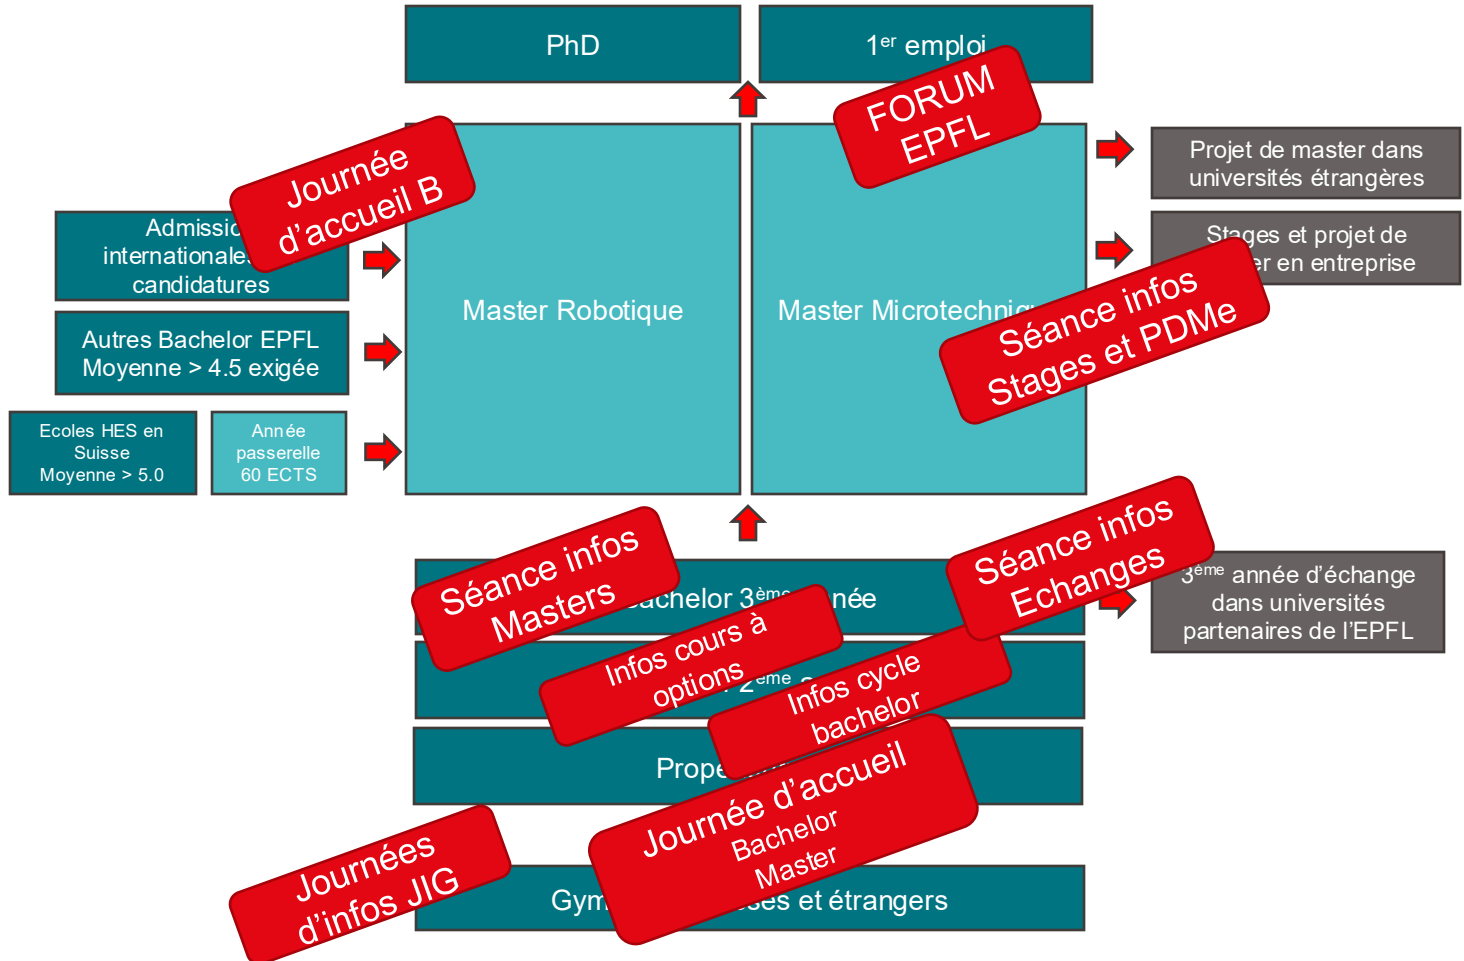 PhD
1er emploi
FORUM
EPFL
Journée
d'accueil B
Projet de master dans
universités étrangères
Admissio
internationales
candidatures
Stages et projet de
er en entreprise
Master Robotique
Master Microtechniqu
Séance infos
Stages et PDMe
Autres Bachelor EPFL
Moyenne > 4.5 exigée
Ecoles HES en
Suisse
Moyenne > 5.0
Année
passerelle
60 ECTS
Séance infos
Masters
achelor 3ème née
Séance infos
Echanges
3ème année d'échange
dans universités
partenaires de l'EPFL
Infos cours à
options
2ème
Infos cycle
bachelor
Prope
Journée d'accueil
Bachelor
Master
Journées
d'infos JIG
Gym ses et étrangers